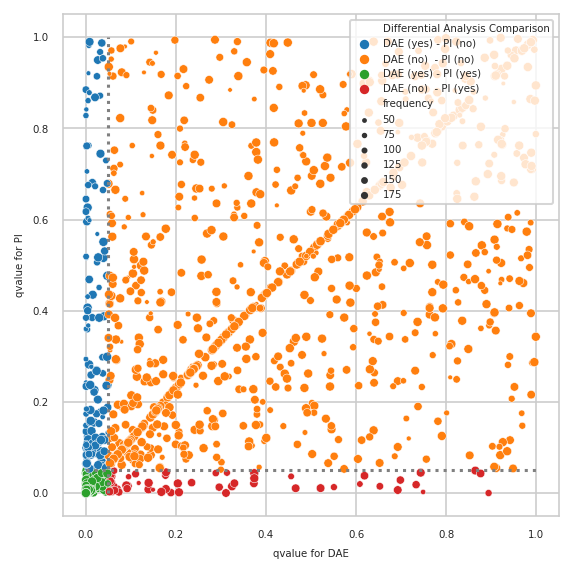 Differential Analysis Comparison
DAE (yes) - PI (no)
DAE (no) - PI (no)
DAE (yes) - PI (yes)
DAE (no) - PI (yes)
frequency
50
75
100
125
150
175
qvalue for PI
1.0
0.8
0.6
0.4
0.2
0.0
0.0 0.2 0.4 0.6 0.8 1.0
qvalue for DAE